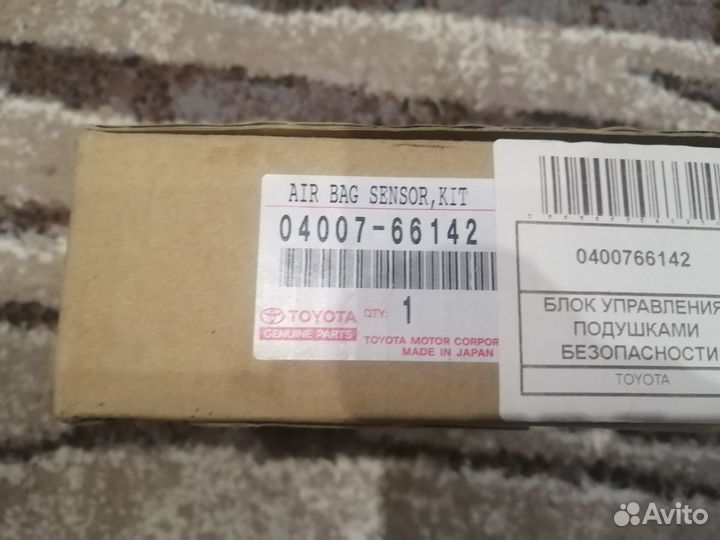 AIR BAG SENSOR,KIT
04007-66142
TOYOTA QTY: 1
GENUINE PARTS
TOYOTA MOTOR CORPOR
MADE IN JAPAN
0400766142
БЛОК УПРАВЛЕНИЯ
ПОДУШКАМИ
БЕЗОПАСНОСТИ
TOYOTA
Avito